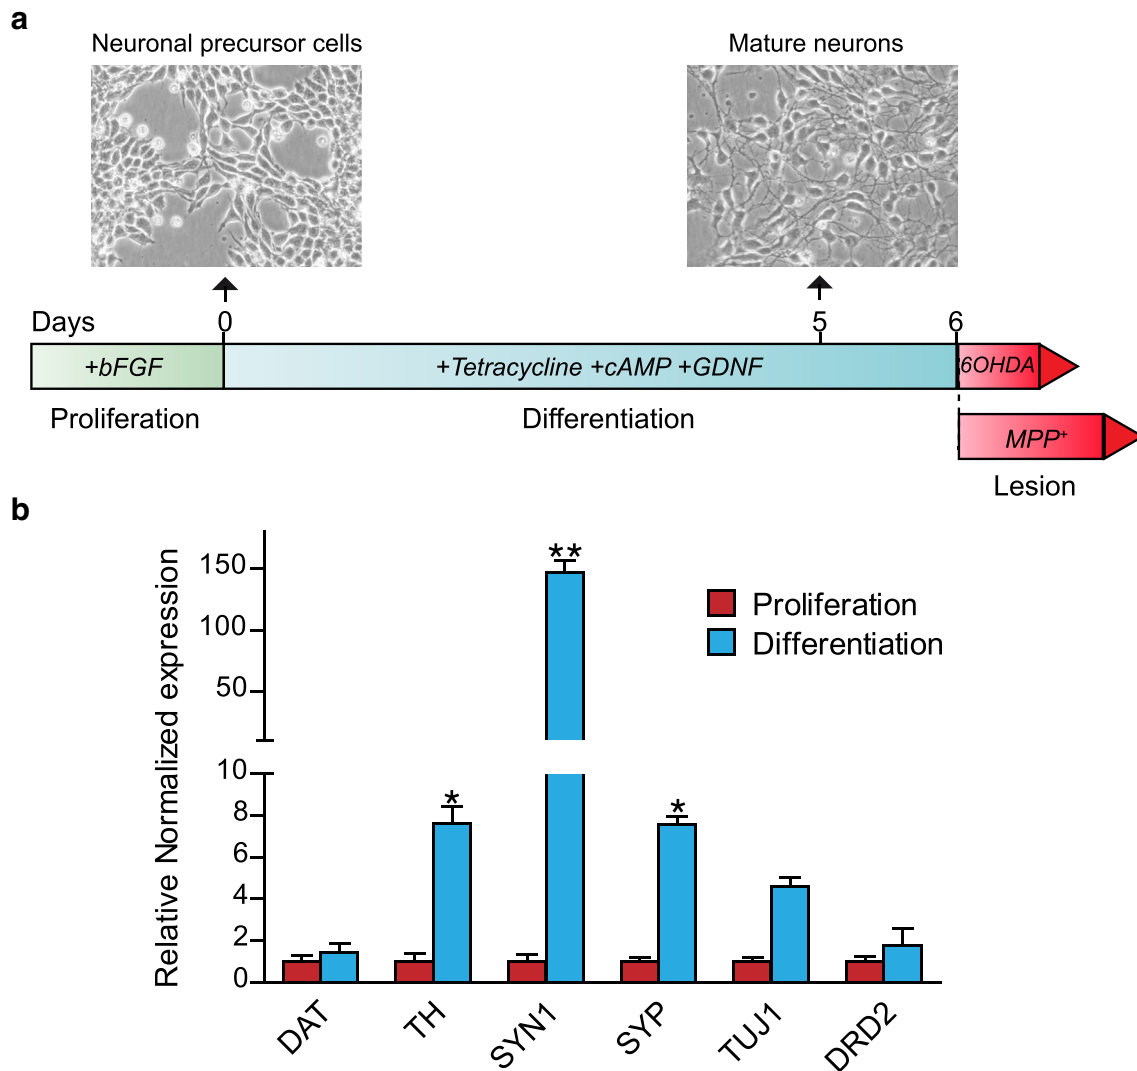 a
Neuronal precursor cells
Mature neurons
Days
0
5
6
+bFGF
+Tetracycline +cAMP +GDNF
6OHDA
Proliferation
Differentiation
MPP⁺
Lesion
b
Relative Normalized expression
150
100
50
10
8
6
4
2
0
**
*
*
Proliferation
Differentiation
DAT
TH
SYN1
SYP
TUJ1
DRD2